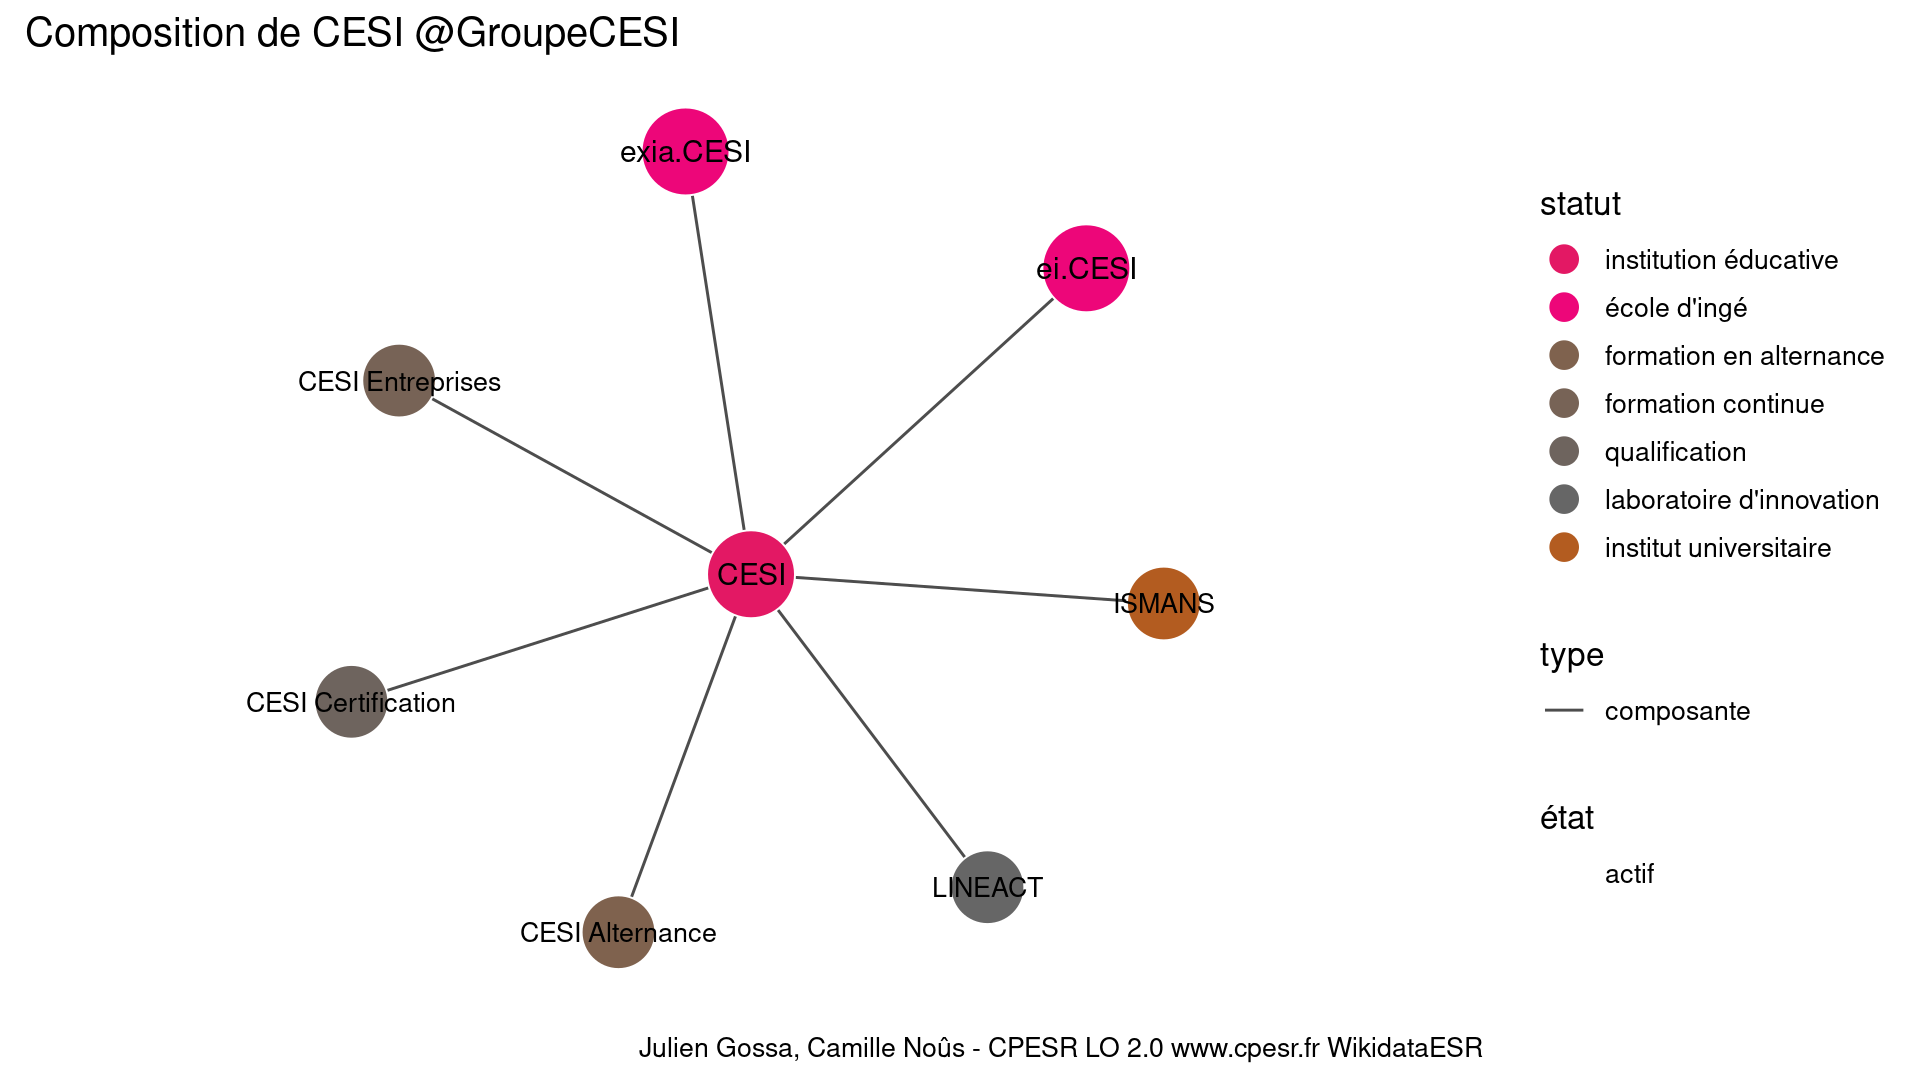 Composition de CESI @GroupeCESI
exia.CESI
ei.CESI
CESI Entreprises
CESI
ISMANS
CESI Certification
LINEACT
CESI Alternance
statut
institution éducative
école d'ingé
formation en alternance
formation continue
qualification
laboratoire d'innovation
institut universitaire
type
composante
état
actif
Julien Gossa, Camille Noûs - CPESR LO 2.0 www.cpesr.fr WikidataESR